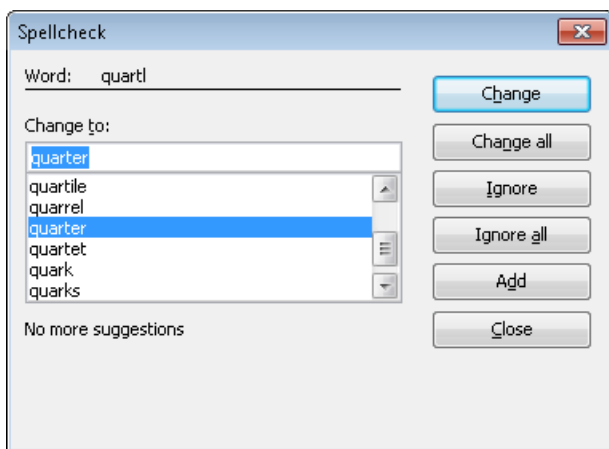 Spellcheck
Word: quartl
Change to:
quarter
quartile
quarrel
quarter
quartet
quark
quarks
No more suggestions
Change
Change all
Ignore
Ignore all
Add
Close